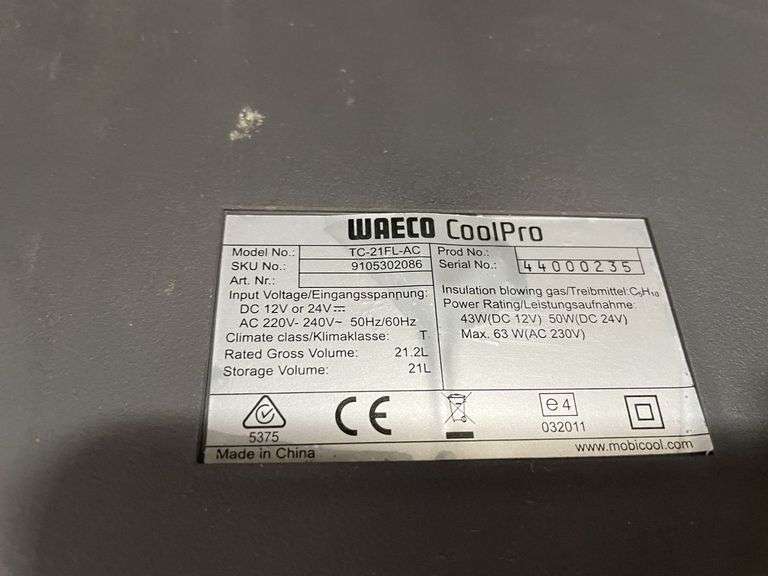 WAECO CoolPro
Model No.: TC-21FL-AC
SKU No.: 9105302086
Art. Nr.:
Prod No.:
Serial No.: 44000235
Input Voltage/Eingangsspannung:
DC 12V or 24V⎓
AC 220V- 240V~ 50Hz/60Hz
Climate class/Klimaklasse: T
Rated Gross Volume: 21.2L
Storage Volume: 21L
Insulation blowing gas/Treibmittel:C₅H₁₀
Power Rating/Leistungsaufnahme:
43W(DC 12V) 50W(DC 24V)
Max. 63 W(AC 230V)
5375
CE
e4
032011
Made in China
www.mobicool.com